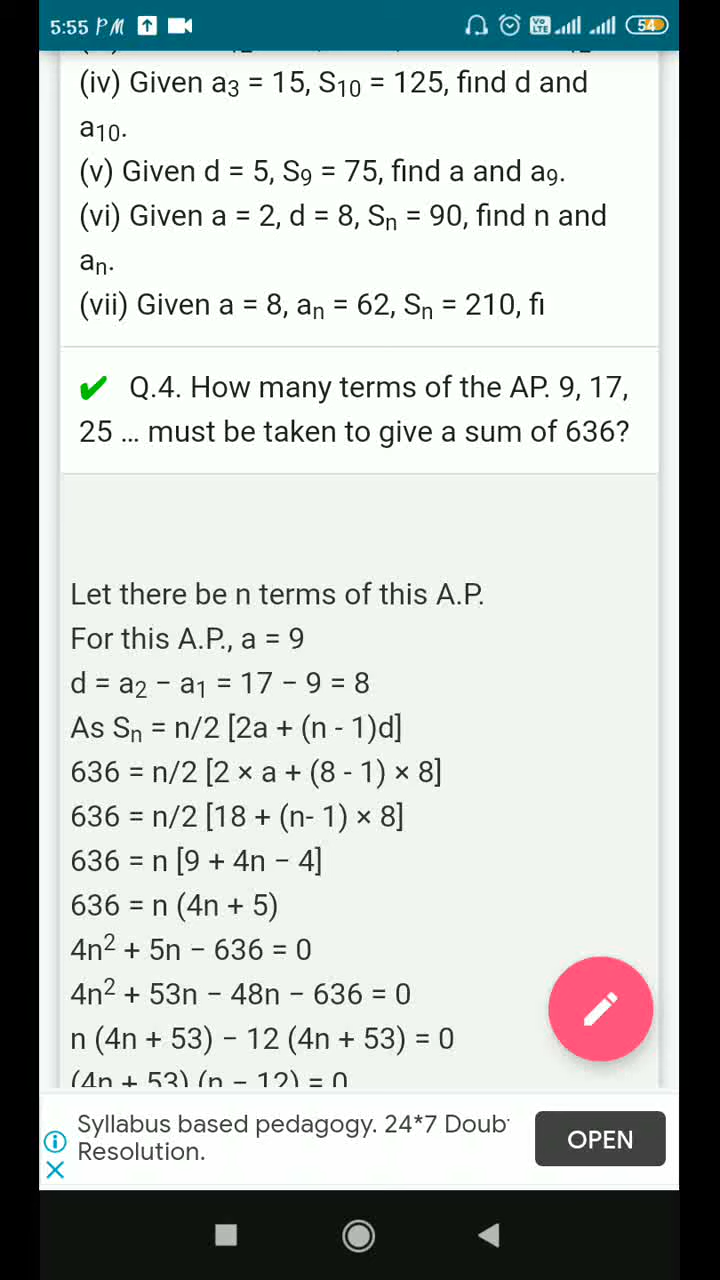 5:55 PM
54
(iv) Given a₃ = 15, S₁₀ = 125, find d and
a₁₀.
(v) Given d = 5, S₉ = 75, find a and a₉.
(vi) Given a = 2, d = 8, Sₙ = 90, find n and
aₙ.
(vii) Given a = 8, aₙ = 62, Sₙ = 210, fi
✔ Q.4. How many terms of the AP. 9, 17,
25 ... must be taken to give a sum of 636?
Let there be n terms of this A.P.
For this A.P., a = 9
d = a₂ − a₁ = 17 − 9 = 8
As Sₙ = n/2 [2a + (n - 1)d]
636 = n/2 [2 × a + (8 - 1) × 8]
636 = n/2 [18 + (n- 1) × 8]
636 = n [9 + 4n − 4]
636 = n (4n + 5)
4n² + 5n − 636 = 0
4n² + 53n − 48n − 636 = 0
n (4n + 53) − 12 (4n + 53) = 0
(4n + 53) (n − 12) = 0
Syllabus based pedagogy. 24*7 Doub
Resolution.
OPEN